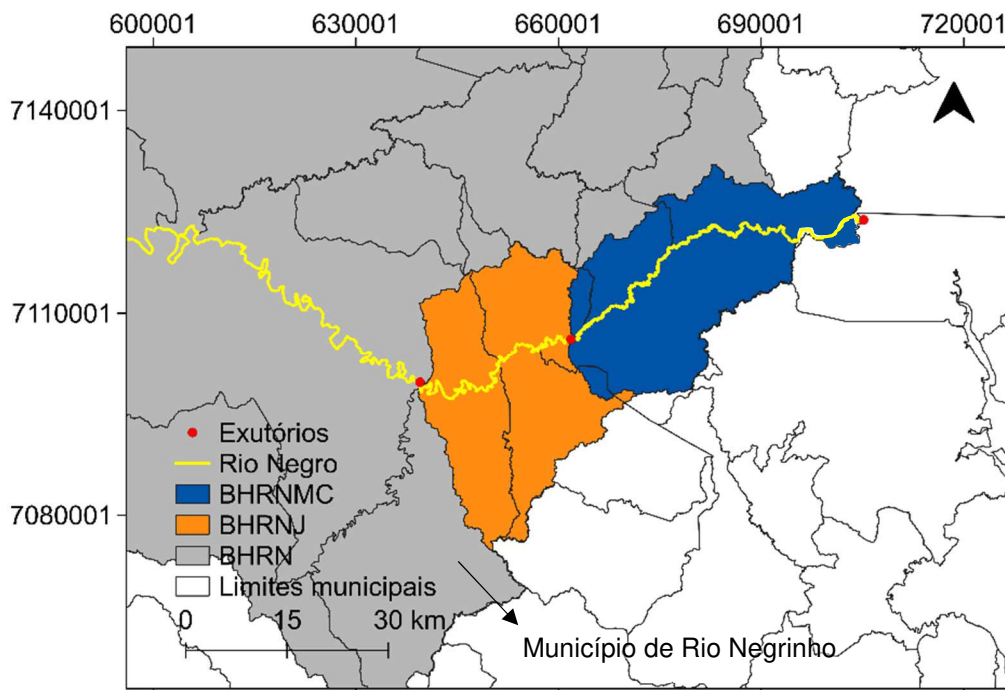 600001 630001 660001 690001 720001
7140001
7110001
7080001
Exutórios
Rio Negro
BHRNMC
BHRNJ
BHRN
Limites municipais
0 15 30 km
Município de Rio Negrinho